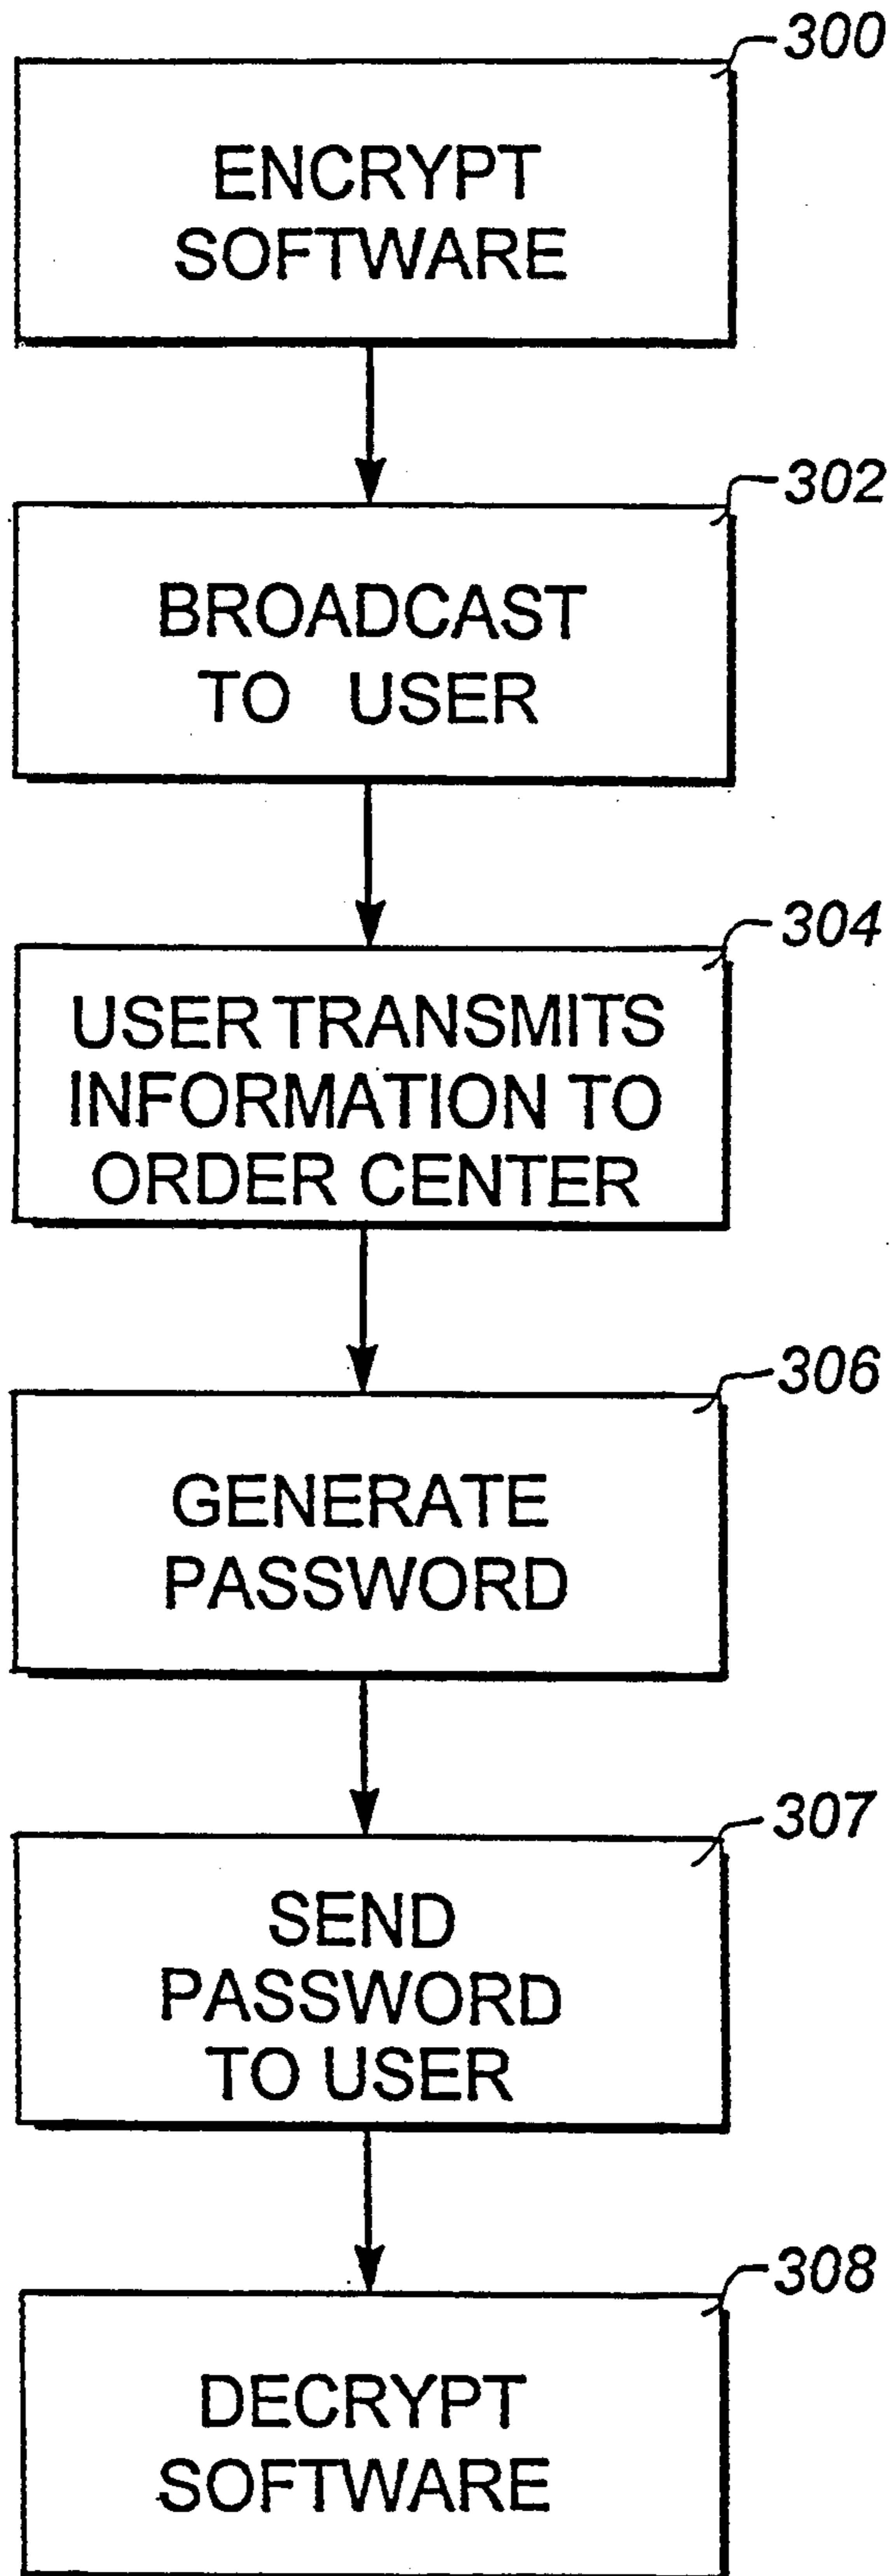 300
ENCRYPT
SOFTWARE
302
BROADCAST
TO USER
304
USER TRANSMITS
INFORMATION TO
ORDER CENTER
306
GENERATE
PASSWORD
307
SEND
PASSWORD
TO USER
308
DECRYPT
SOFTWARE